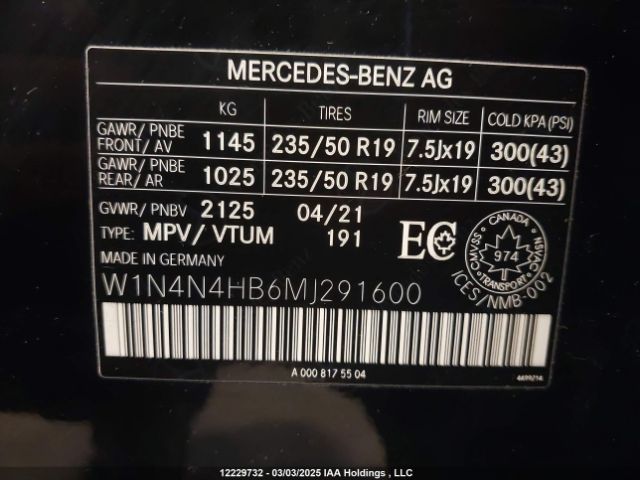 MERCEDES-BENZ AG
KG TIRES RIM SIZE COLD KPA(PSI)
GAWR/ PNBE
FRONT/ AV 1145 235/50 R19 7.5Jx19 300(43)
GAWR/ PNBE
REAR/ AR 1025 235/50 R19 7.5Jx19 300(43)
GVWR/ PNBV 2125 04/21
TYPE: MPV/ VTUM 191
MADE IN GERMANY
EC
CANADA
CMVSS 974 NSVAC
TRANSPORT
ICES/NMB-002
W1N4N4HB6MJ291600
A 000 817 55 04
12229732 - 03/03/2025 IAA Holdings , LLC